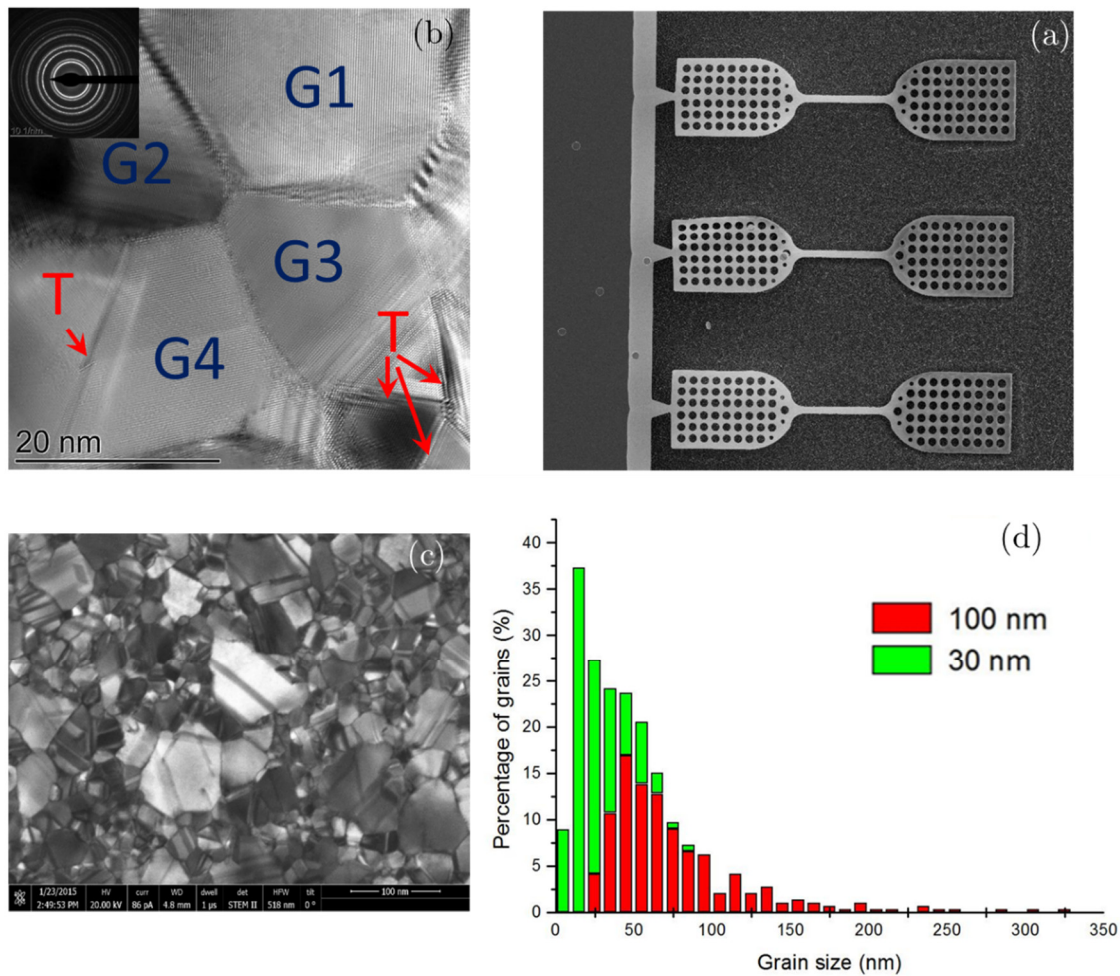 (b)
G1
G2
G3
G4
T
T
20 nm
(a)
(c)
1/23/2015 HV curr WD dwell det HFW tilt 100 nm
2:49:53 PM 20.00 kV 86 pA 4.8 mm 1 µs STEM II 518 nm 0°
(d)
100 nm
30 nm
Percentage of grains (%)
40
35
30
25
20
15
10
5
0
0 50 100 150 200 250 300 350
Grain size (nm)